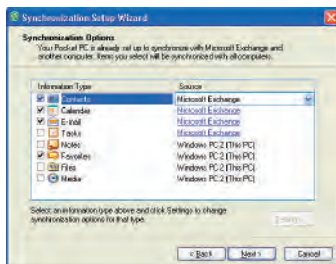 Synchronization Setup Wizard
Synchronization Options
Your Pocket PC is already set up to synchronize with Microsoft Exchange and
another computer. Items you select will be synchronized with all computers.
Information Type Source
Contacts Microsoft Exchange
Calendar Microsoft Exchange
E-mail Microsoft Exchange
Tasks Microsoft Exchange
Notes Windows PC-2 (This PC)
Favorites Windows PC-2 (This PC)
Files Windows PC-2 (This PC)
Media Windows PC-2 (This PC)
Select an information type above and click Settings to change
synchronization options for that type.
Settings...
< Back Next > Cancel